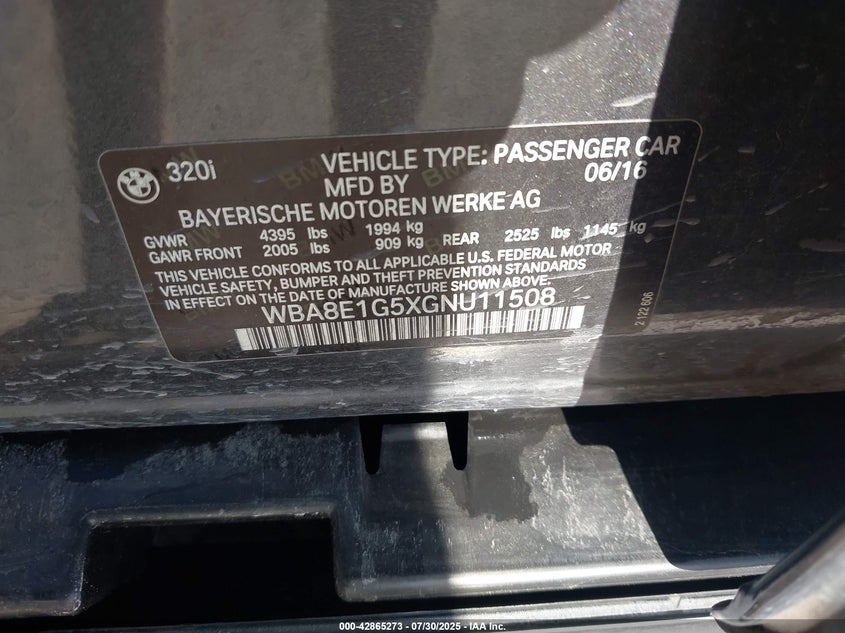 320i
VEHICLE TYPE: PASSENGER CAR
MFD BY 06/16
BAYERISCHE MOTOREN WERKE AG
GVWR 4395 lbs 1994 kg
GAWR FRONT 2005 lbs 909 kg REAR 2525 lbs 1145 kg
THIS VEHICLE CONFORMS TO ALL APPLICABLE U.S. FEDERAL MOTOR
VEHICLE SAFETY, BUMPER AND THEFT PREVENTION STANDARDS
IN EFFECT ON THE DATE OF MANUFACTURE SHOWN ABOVE.
WBA8E1G5XGNU11508
2 122 606
000-42865273 - 07/30/2025 - IAA Inc.